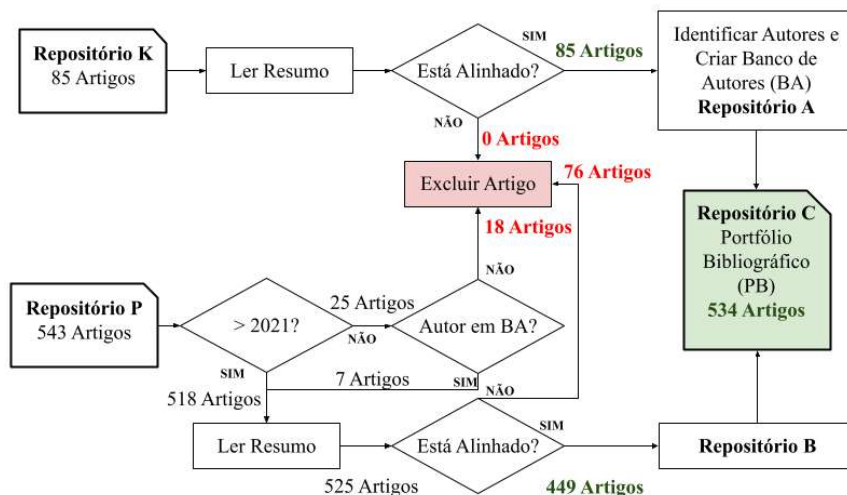 Repositório K
85 Artigos
Ler Resumo
Está Alinhado?
SIM
85 Artigos
Identificar Autores e
Criar Banco de
Autores (BA)
Repositório A
NÃO
0 Artigos
76 Artigos
Excluir Artigo
18 Artigos
Repositório C
Portfólio
Bibliográfico
(PB)
534 Artigos
NÃO
Repositório P
543 Artigos
> 2021?
25 Artigos
NÃO
Autor em BA?
SIM
7 Artigos
SIM
NÃO
518 Artigos
Ler Resumo
Está Alinhado?
SIM
Repositório B
525 Artigos
449 Artigos